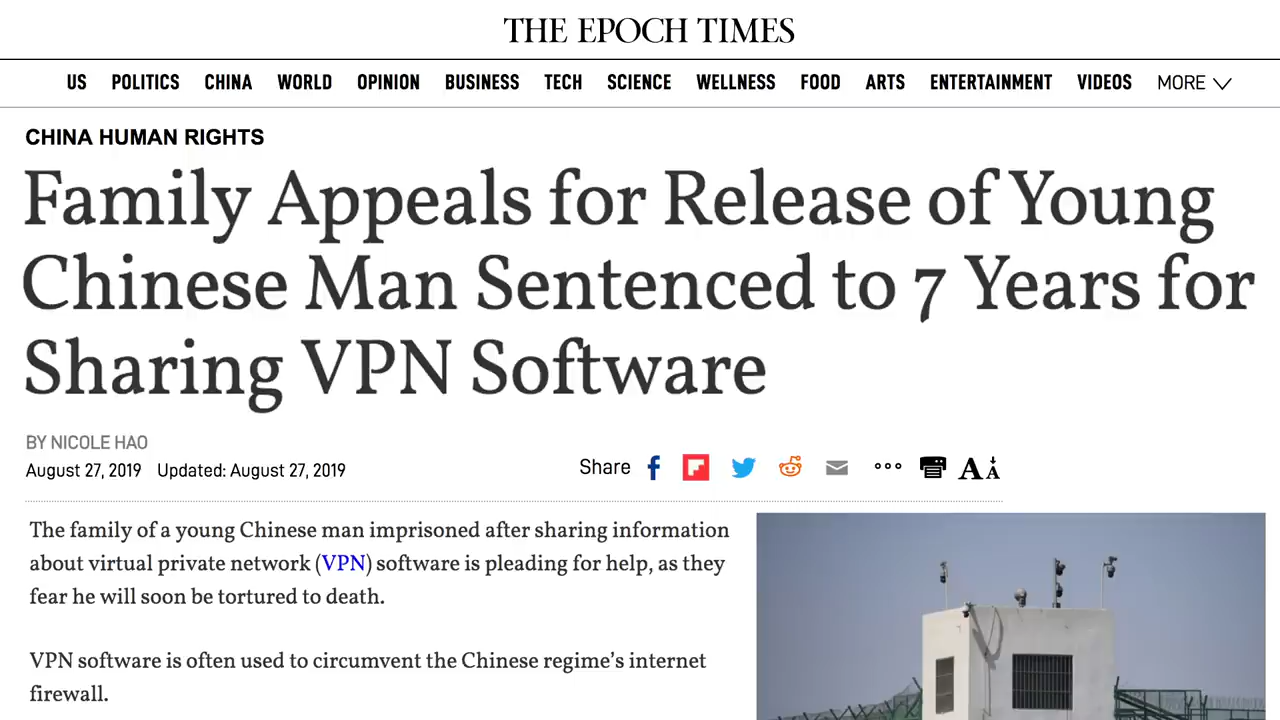 THE EPOCH TIMES
US POLITICS CHINA WORLD OPINION BUSINESS TECH SCIENCE WELLNESS FOOD ARTS ENTERTAINMENT VIDEOS MORE
CHINA HUMAN RIGHTS
Family Appeals for Release of Young
Chinese Man Sentenced to 7 Years for
Sharing VPN Software
BY NICOLE HAO
August 27, 2019 Updated: August 27, 2019
Share
The family of a young Chinese man imprisoned after sharing information
about virtual private network (VPN) software is pleading for help, as they
fear he will soon be tortured to death.
VPN software is often used to circumvent the Chinese regime’s internet
firewall.